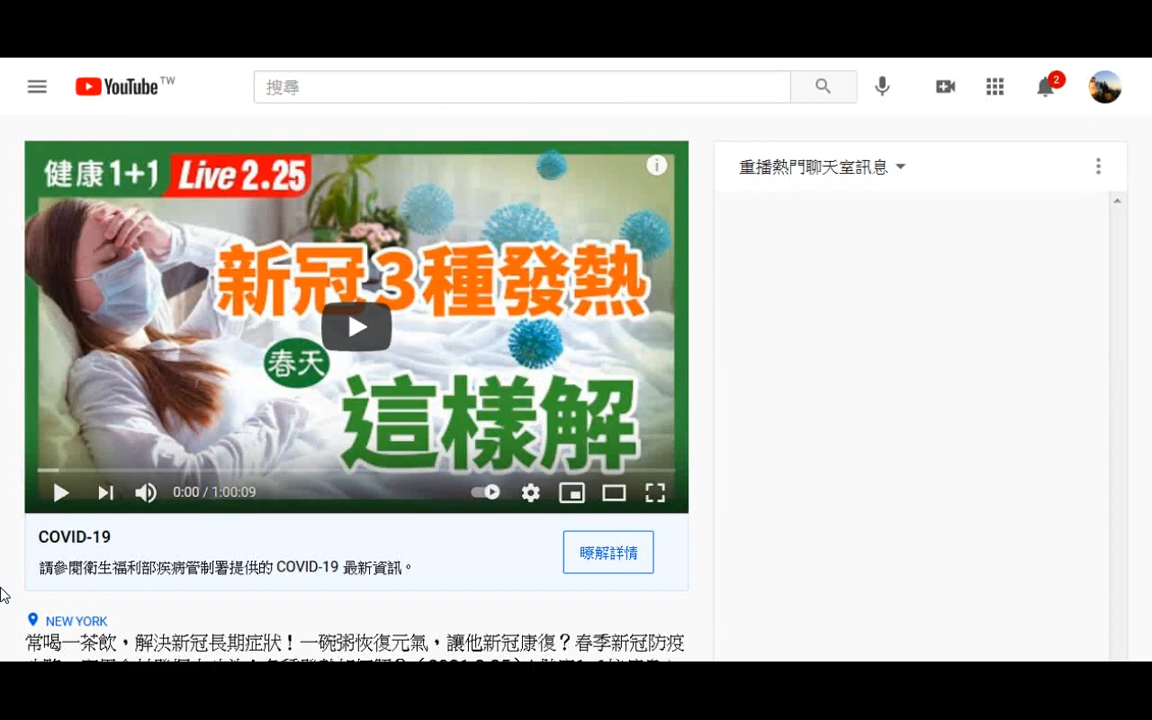 YouTube TW
搜尋
2
健康1+1 Live 2.25
新冠3種發熱
春天
這樣解
0:00 / 1:00:09
重播熱門聊天室訊息
COVID-19
請參閱衛生福利部疾病管制署提供的 COVID-19 最新資訊。
瞭解詳情
NEW YORK
常喝一茶飲，解決新冠長期症狀！一碗粥恢復元氣，讓他新冠康復？春季新冠防疫